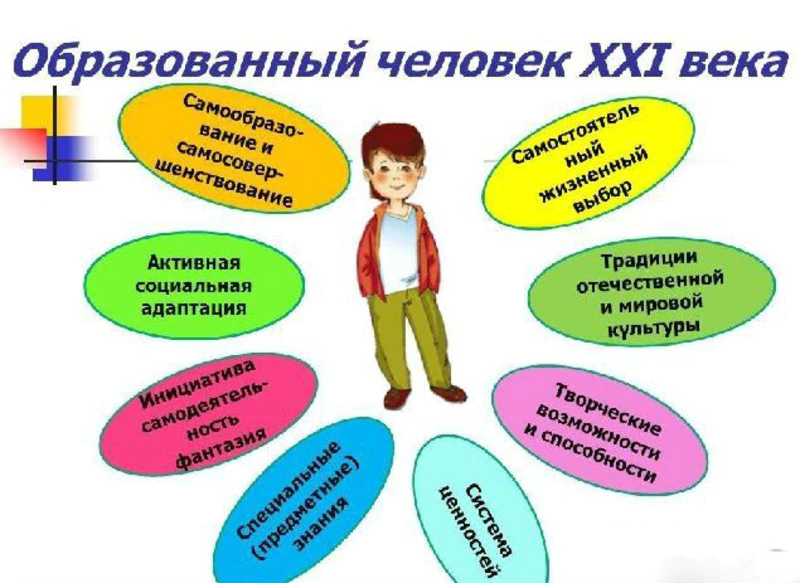 Образованный человек XXI века
Самообразо-
вание и
самосовер-
шенствование
Самостоятель
ный
жизненный
выбор
Активная
социальная
адаптация
Традиции
отечественной
и мировой
культуры
Инициатива
самодеятель-
ность
фантазия
Творческие
возможности
и способности
Специальные
(предметные)
знания
Система
ценностей